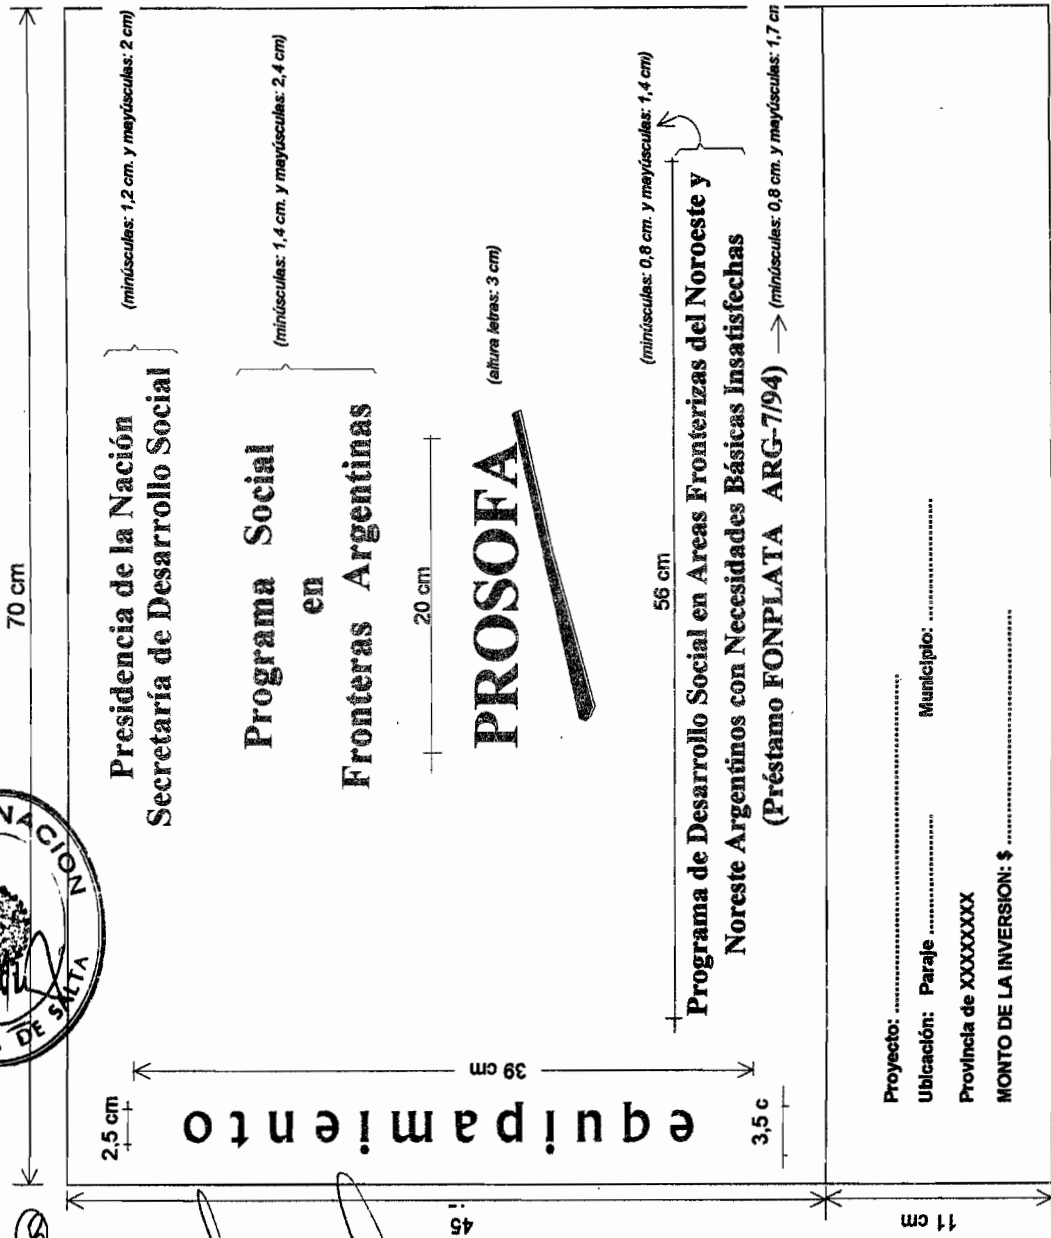 70 cm
NACION
DE SALTA
Presidencia de la Nación
Secretaría de Desarrollo Social
(minúsculas: 1,2 cm. y mayúsculas: 2 cm)
Programa Social
en
Fronteras Argentinas
(minúsculas: 1,4 cm. y mayúsculas: 2,4 cm)
20 cm
PROSOFA
(altura letras: 3 cm)
56 cm
(minúsculas: 0,8 cm. y mayúsculas: 1,4 cm)
Programa de Desarrollo Social en Areas Fronterizas del Noroeste y
Noreste Argentinos con Necesidades Básicas Insatisfechas
(Préstamo FONPLATA ARG-7/94)
(minúsculas: 0,8 cm. y mayúsculas: 1,7 cm
2,5 cm
equipamiento
39 cm
3,5 c
45
11 cm
Proyecto: ......................................................
Ubicación: Paraje ............................ Municipio: ............................
Provincia de XXXXXXXX
MONTO DE LA INVERSION: $ ......................................................